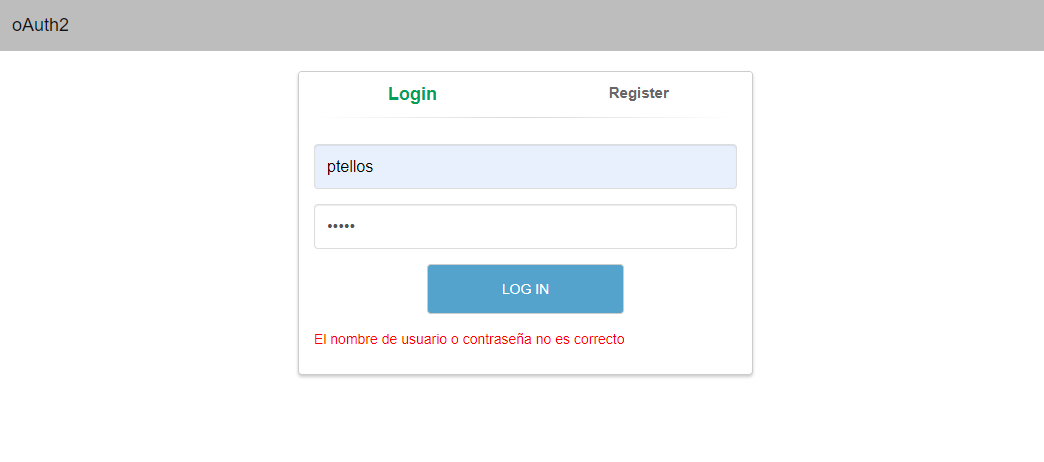 oAuth2
Login Register
ptellos
•••••
LOG IN
El nombre de usuario o contraseña no es correcto